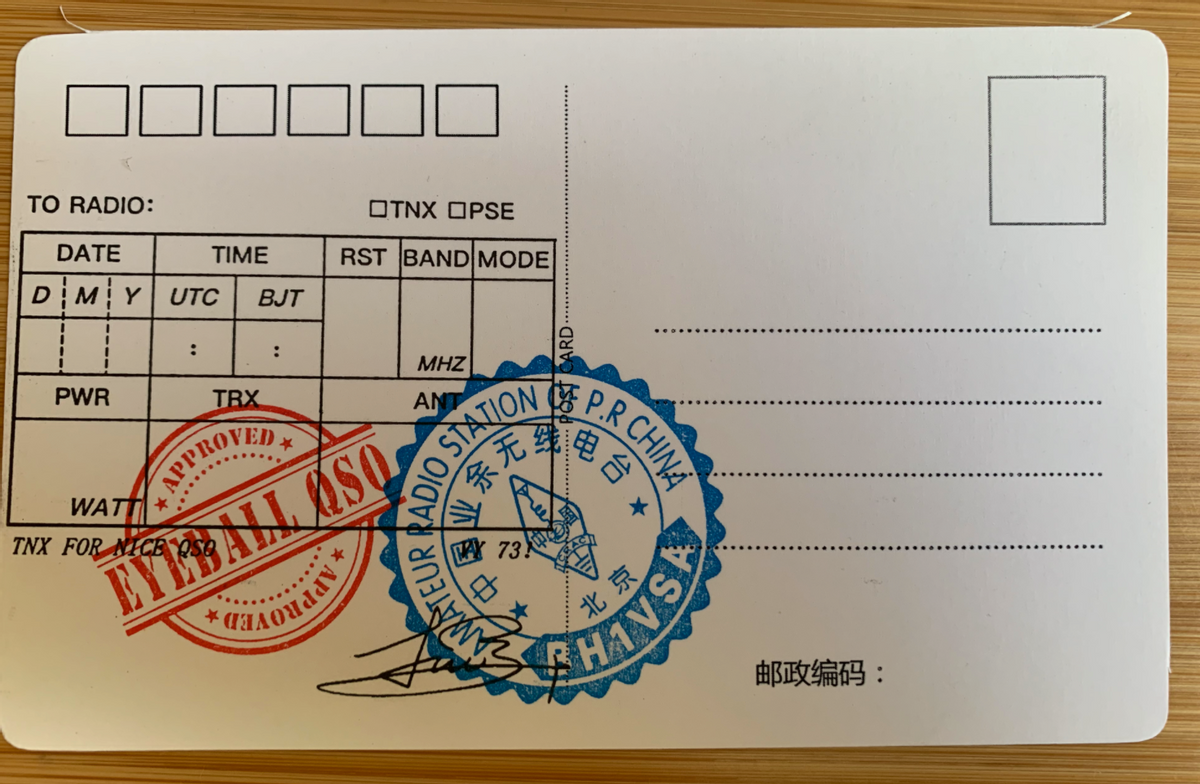 TO RADIO:
□TNX □PSE
DATE TIME RST BAND MODE
D M Y UTC BJT
: :
MHZ
PWR TRX ANT
WATT
TNX FOR NICE QSO VY 73!
APPROVED
EYEBALL QSO
APPROVED
AMATEUR RADIO STATION OF P.R CHINA
中国业余无线电台
北京
BH1VSA
POST CARD
邮政编码：